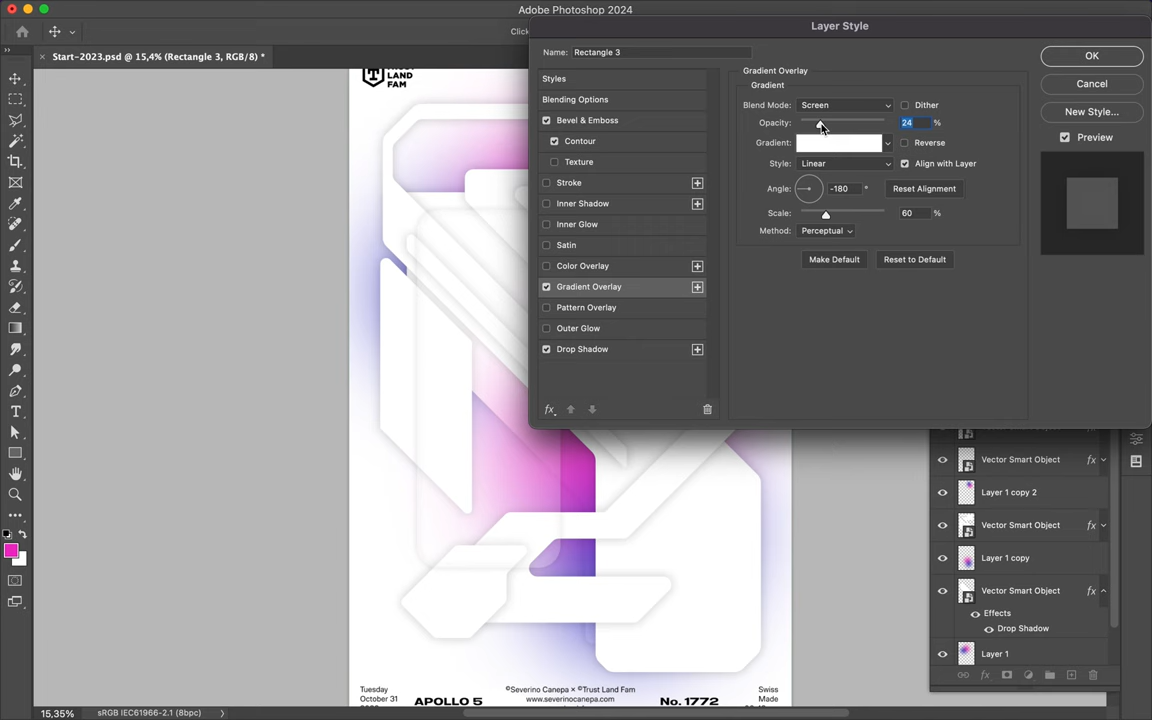 Adobe Photoshop 2024
Click
Start-2023.psd @ 15,4% (Rectangle 3, RGB/8) *
Layer Style
Name: Rectangle 3
Styles
Blending Options
Bevel & Emboss
Contour
Texture
Stroke
Inner Shadow
Inner Glow
Satin
Color Overlay
Gradient Overlay
Pattern Overlay
Outer Glow
Drop Shadow
fx
Gradient Overlay
Gradient
Blend Mode: Screen Dither
Opacity: 24 %
Gradient: Reverse
Style: Linear Align with Layer
Angle: -180 ° Reset Alignment
Scale: 60 %
Method: Perceptual
Make Default Reset to Default
OK
Cancel
New Style...
Preview
LAND
FAM
Vector Smart Object fx
Layer 1 copy 2
Vector Smart Object fx
Layer 1 copy
Vector Smart Object fx
Effects
Drop Shadow
Layer 1
fx
Tuesday
October 31
APOLLO 5
©Severino Canepa × ©Trust Land Fam
www.severinocanepa.com
No. 1772
Swiss
Made
15,35% sRGB IEC61966-2.1 (8bpc)